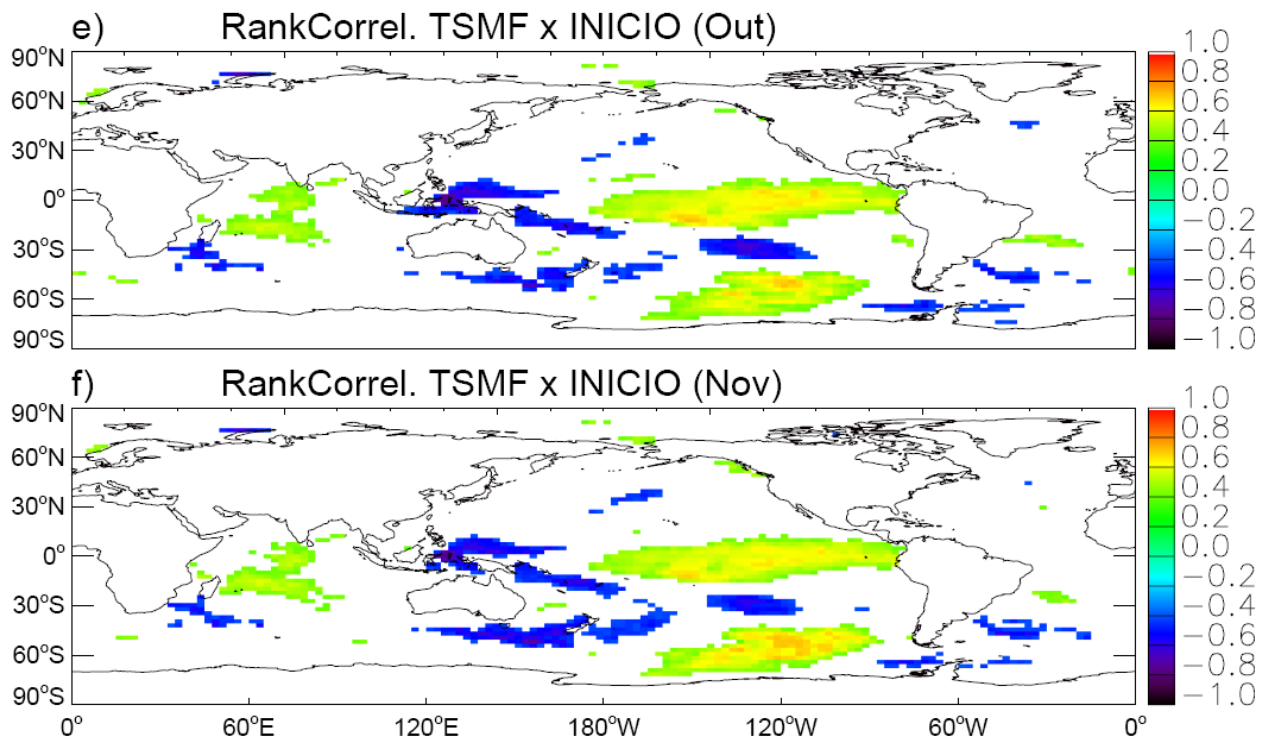 e) RankCorrel. TSMF x INICIO (Out)
90°N
60°N
30°N
0°
30°S
60°S
90°S
1.0
0.8
0.6
0.4
0.2
0.0
−0.2
−0.4
−0.6
−0.8
−1.0
f) RankCorrel. TSMF x INICIO (Nov)
90°N
60°N
30°N
0°
30°S
60°S
90°S
1.0
0.8
0.6
0.4
0.2
0.0
−0.2
−0.4
−0.6
−0.8
−1.0
0° 60°E 120°E 180°W 120°W 60°W 0°